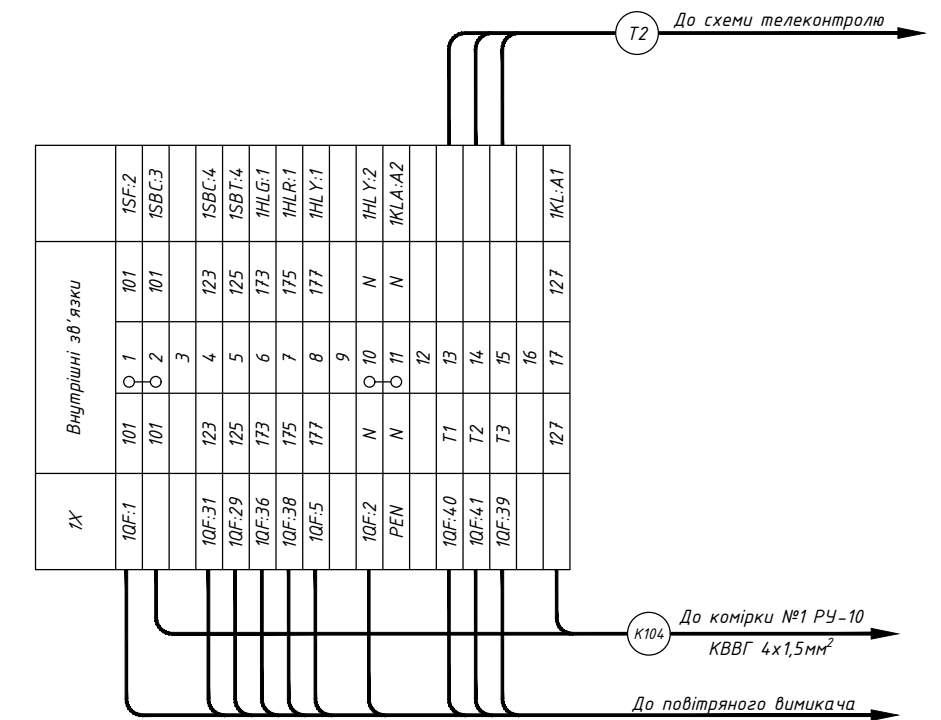 До схеми телеконтролю
T2
1SF:2
1SBC:3
1SBC:4
1SBT:4
1HLG:1
1HLR:1
1HLY:1
1HLY:2
1KLA:A2
1KL:A1
Внутрішні зв'язки
101
101
123
125
173
175
177
N
N
127
1
2
3
4
5
6
7
8
9
10
11
12
13
14
15
16
17
101
101
123
125
173
175
177
N
N
T1
T2
T3
127
1X
1QF:1
1QF:31
1QF:29
1QF:36
1QF:38
1QF:5
1QF:2
PEN
1QF:40
1QF:41
1QF:39
До комірки №1 РУ-10
K104
КВВГ 4х1,5мм²
До повітряного вимикача